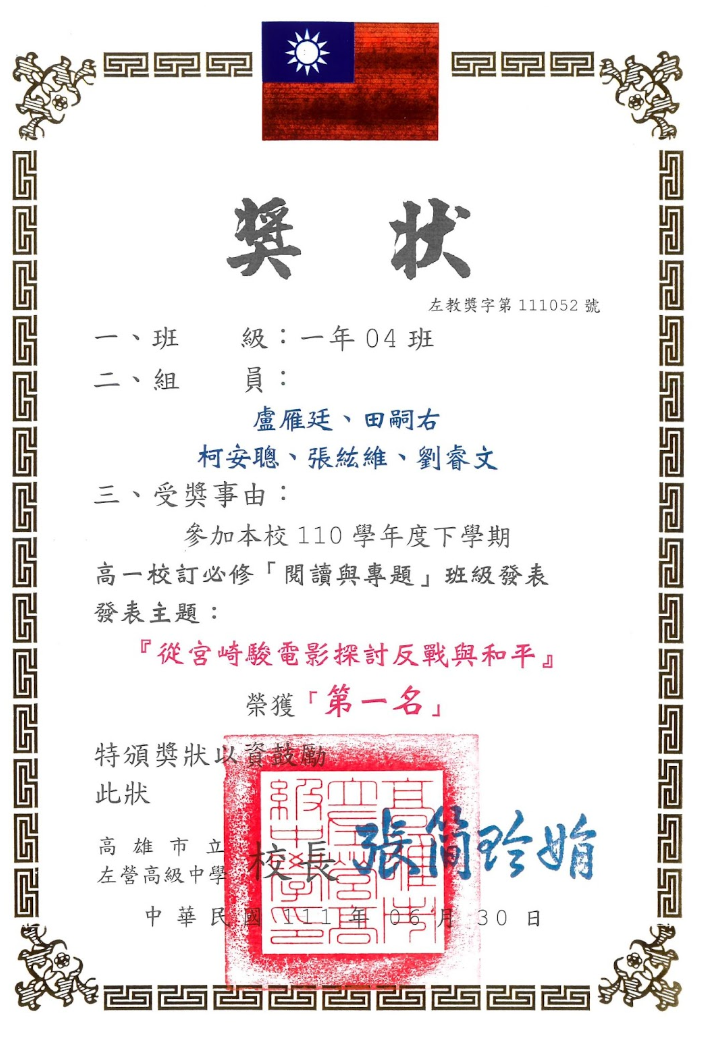 獎狀
左教獎字第 111052 號
一、班　　級：一年 04 班
二、組　　員：
盧雁廷、田嗣右
柯安聰、張紘維、劉睿文
三、受獎事由：
參加本校 110 學年度下學期
高一校訂必修「閱讀與專題」班級發表
發表主題：
『從宮崎駿電影探討反戰與和平』
榮獲「第一名」
特頒獎狀以資鼓勵
此狀
高雄市立
左營高級中學
校長 張簡玲娟
中華民國 111 年 06 月 30 日
高雄市立左營高級中學印